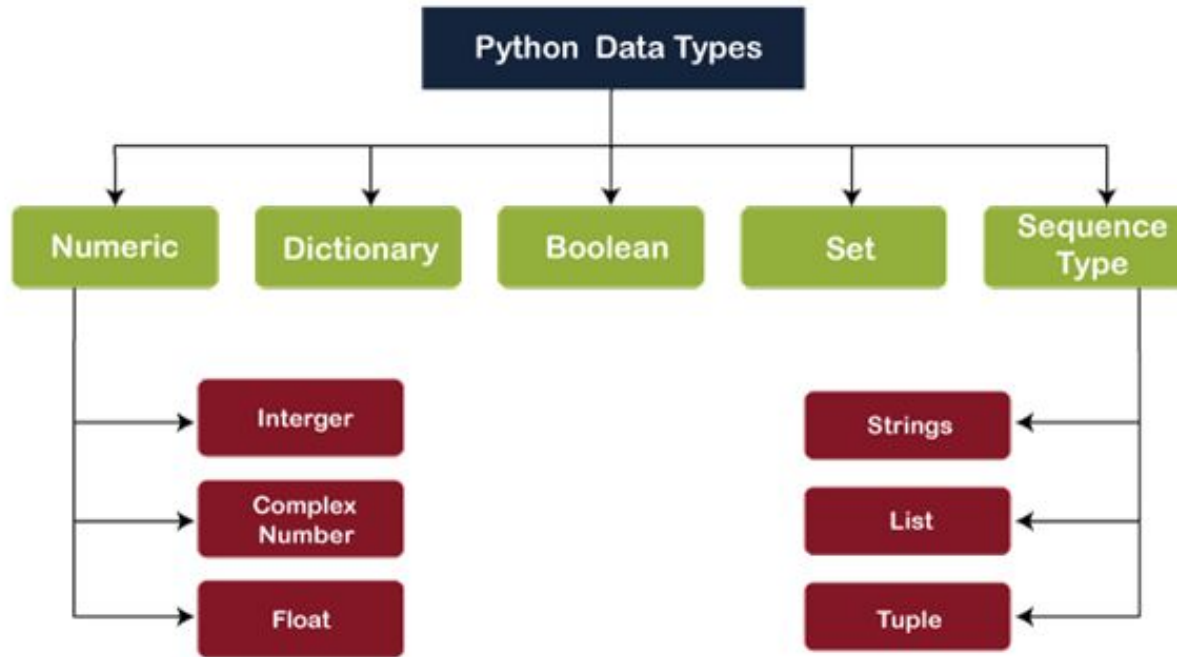 Python Data Types
Numeric
Dictionary
Boolean
Set
Sequence
Type
Interger
Complex
Number
Float
Strings
List
Tuple